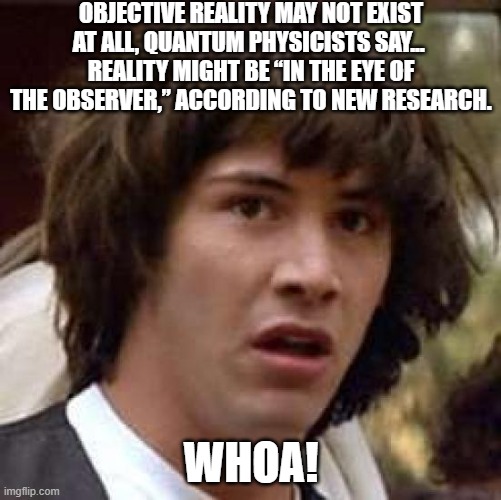 OBJECTIVE REALITY MAY NOT EXIST
AT ALL, QUANTUM PHYSICISTS SAY...
REALITY MIGHT BE “IN THE EYE OF
THE OBSERVER,” ACCORDING TO NEW RESEARCH.
WHOA!
imgflip.com